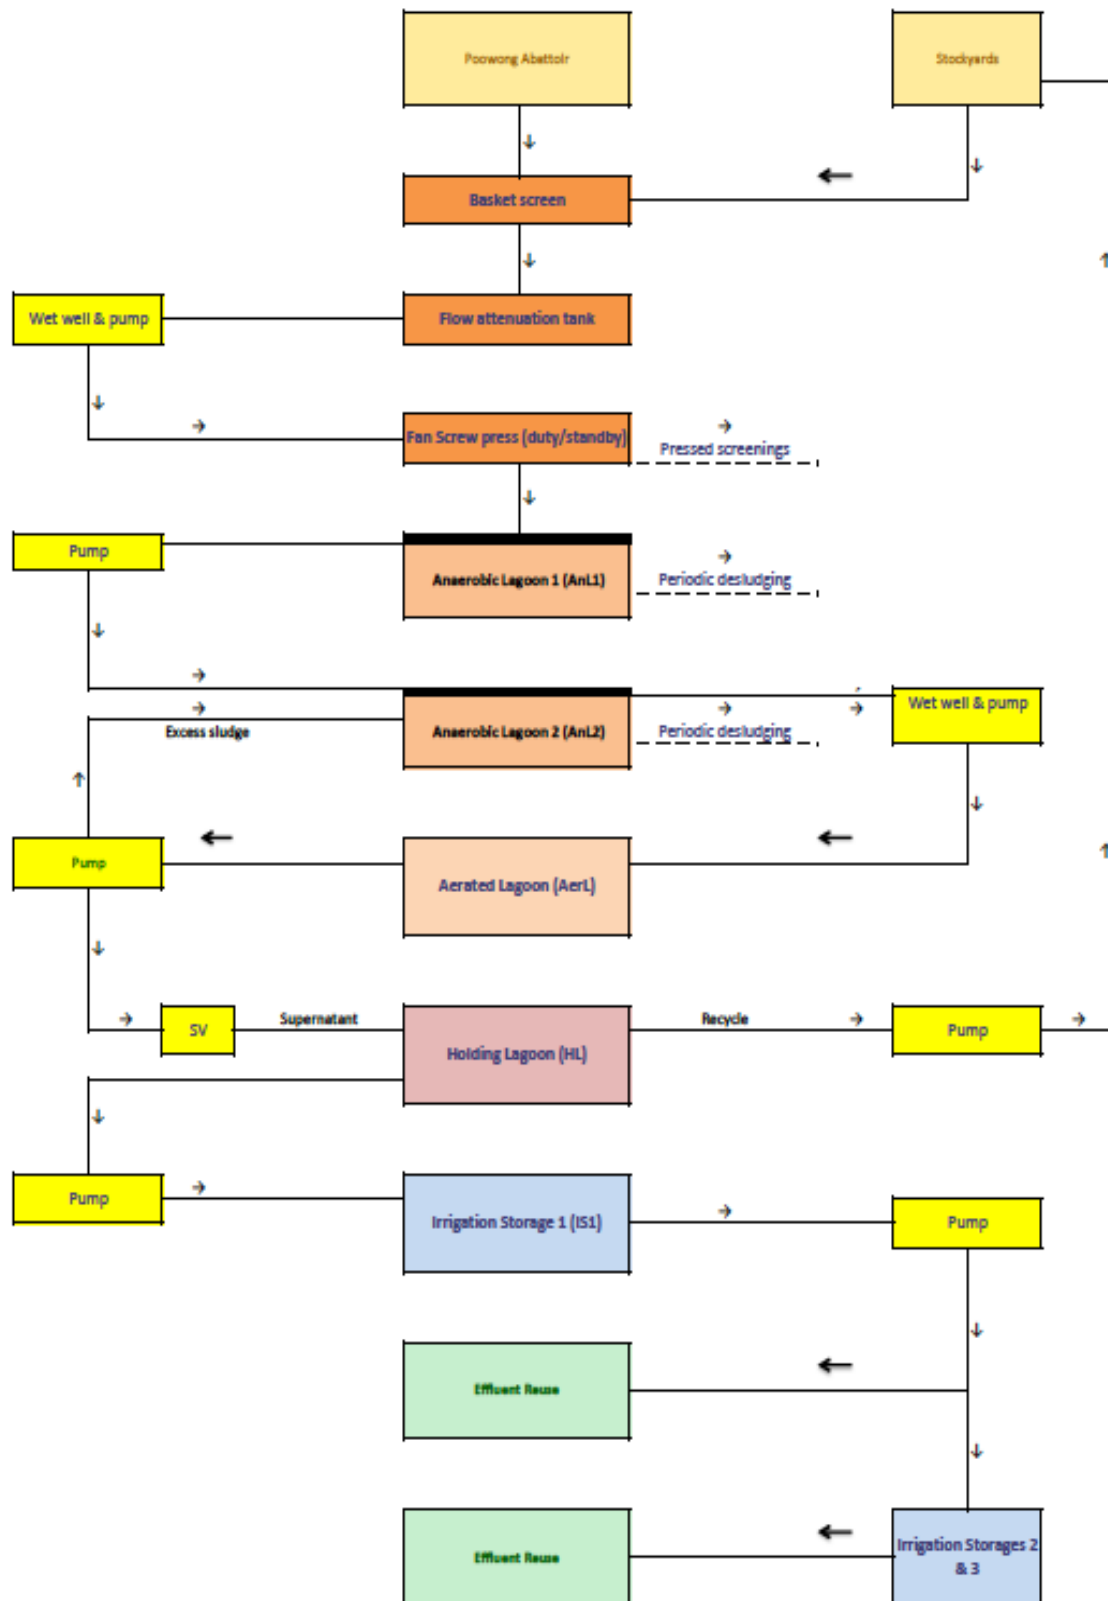 Poowong Abattoir
Stockyards
Basket screen
Wet well & pump
Flow attenuation tank
Fan Screw press (duty/standby)
Pressed screenings
Pump
Anaerobic Lagoon 1 (AnL1)
Periodic desludging
Wet well & pump
Excess sludge
Anaerobic Lagoon 2 (AnL2)
Periodic desludging
Pump
Aerated Lagoon (AerL)
SV
Supernatant
Recycle
Pump
Holding Lagoon (HL)
Pump
Irrigation Storage 1 (IS1)
Pump
Effluent Reuse
Effluent Reuse
Irrigation Storages 2
& 3